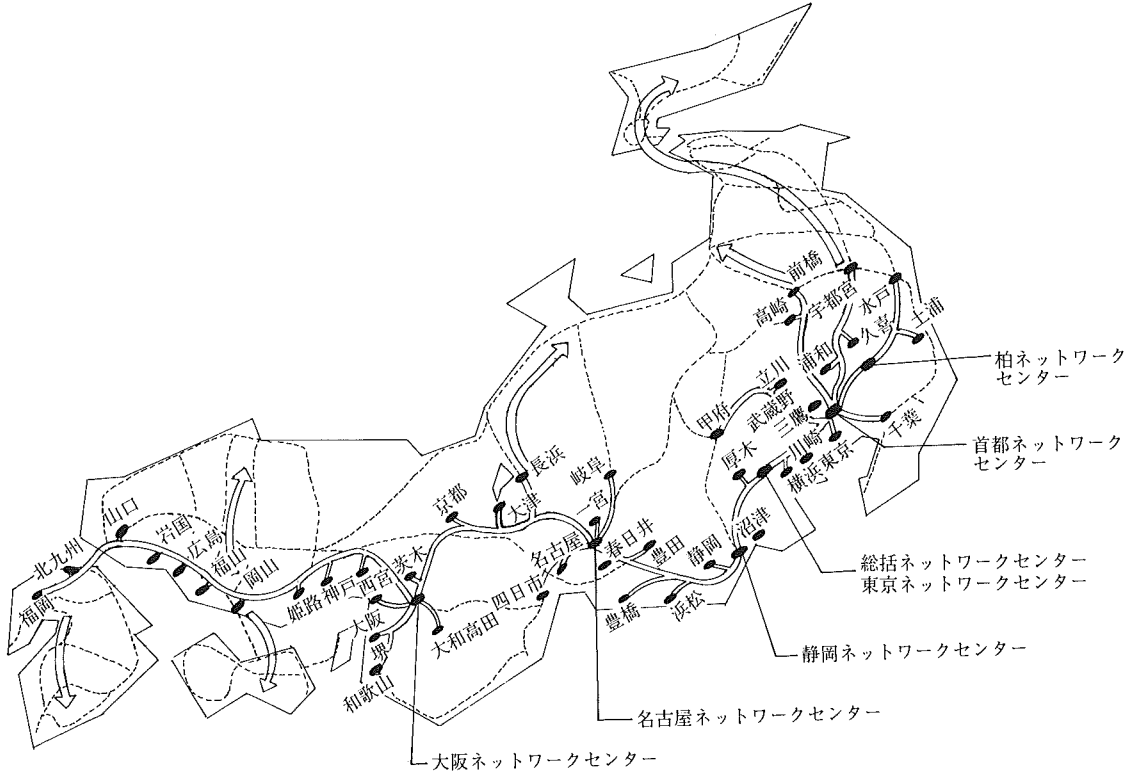 前橋
宇都宮
水戸
高崎
久喜
土浦
浦和
立川
武蔵野
三鷹
甲府
千葉
厚木
川崎
横浜
東京
柏ネットワーク
センター
首都ネットワーク
センター
長浜
岐阜
一宮
京都
大津
名古屋
春日井
豊田
静岡
沼津
総括ネットワークセンター
東京ネットワークセンター
山口
岩国
広島
福山
岡山
北九州
福岡
姫路
神戸
西宮
茨木
大阪
堺
和歌山
大和高田
四日市
豊橋
浜松
静岡ネットワークセンター
名古屋ネットワークセンター
大阪ネットワークセンター